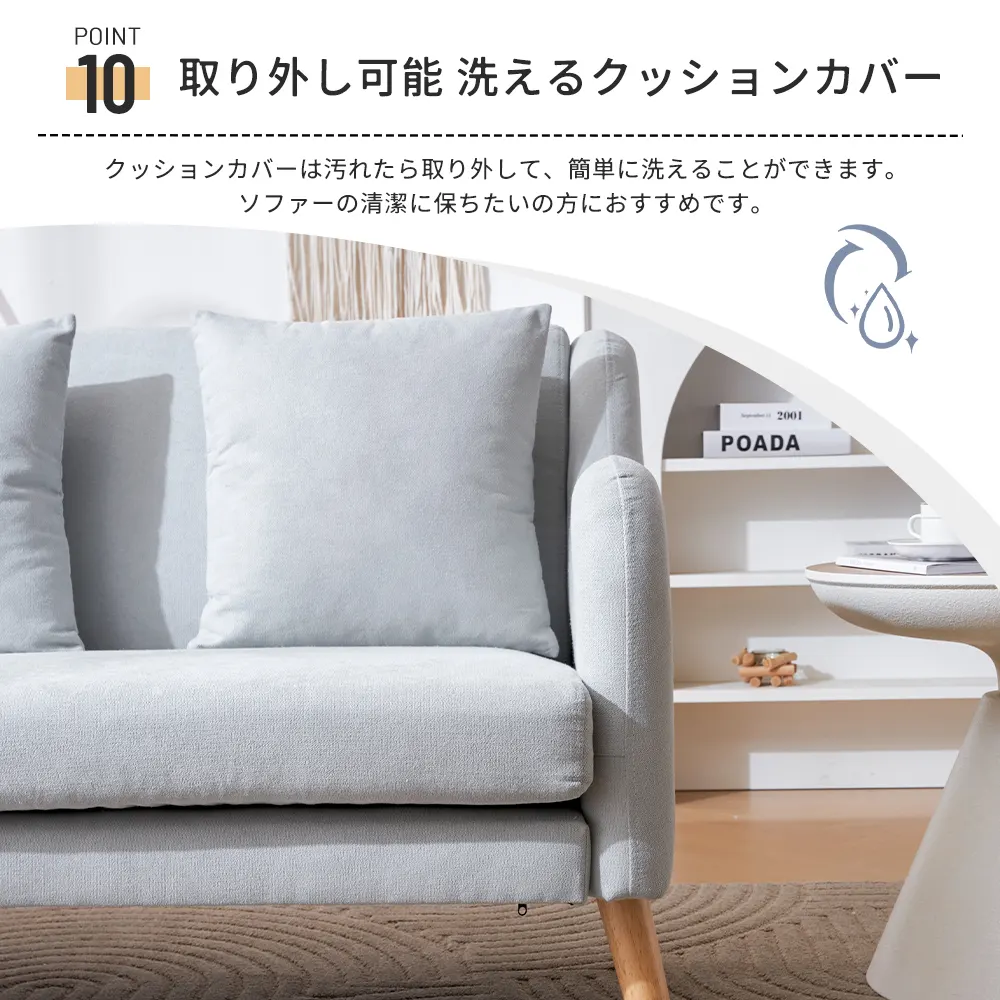 POINT
10
取り外し可能 洗えるクッションカバー
クッションカバーは汚れたら取り外して、簡単に洗えることができます。
ソファーの清潔に保ちたいの方におすすめです。
September 11 2001
POADA